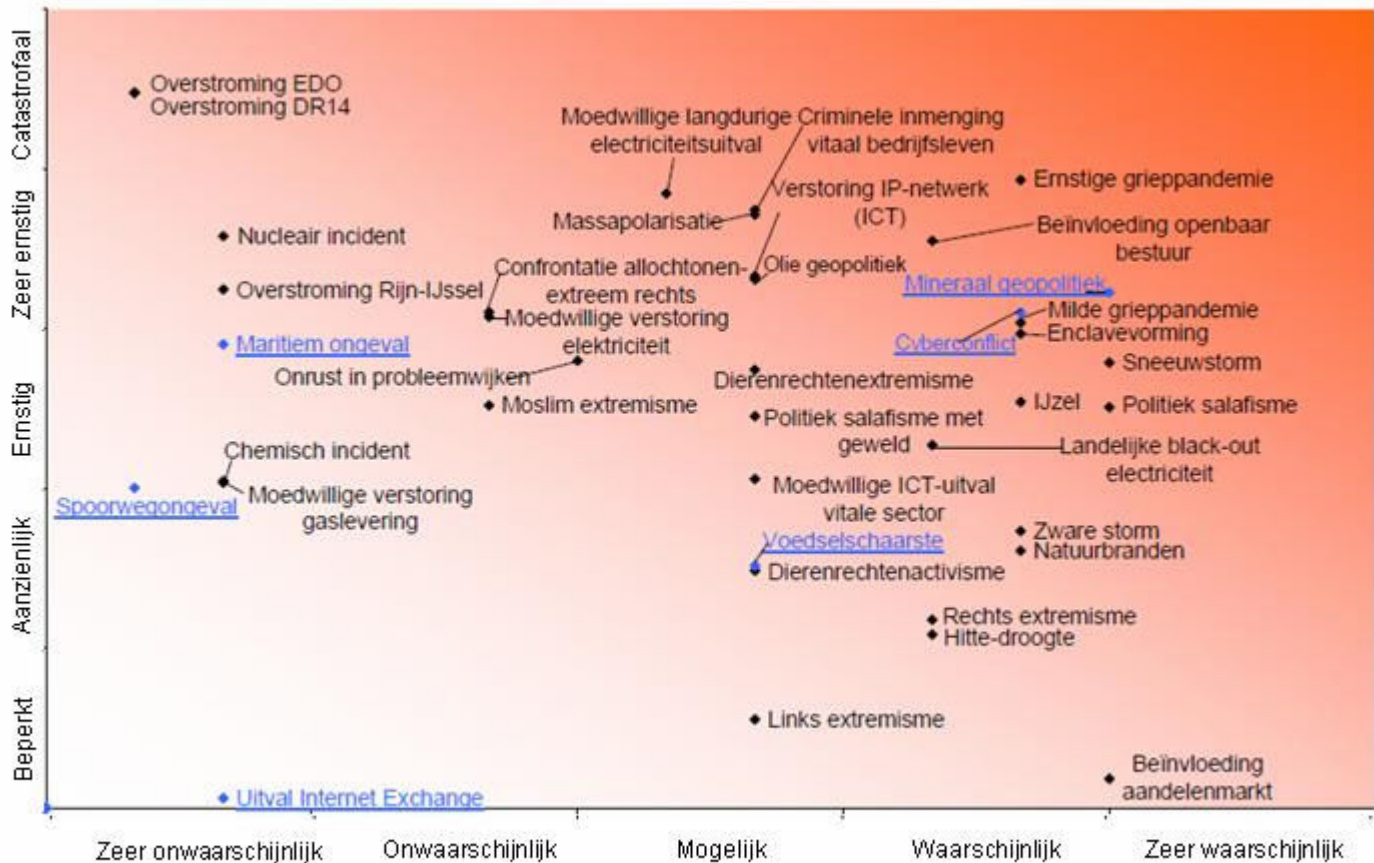 Catastrofaal
Zeer ernstig
Ernstig
Aanzienlijk
Beperkt
Overstroming EDO
Overstroming DR14
Moedwillige langdurige
electriciteitsuitval
Criminele inmenging
vitaal bedrijfsleven
Ernstige grieppandemie
Verstoring IP-netwerk
(ICT)
Massapolarisatie
Nucleair incident
Beïnvloeding openbaar
bestuur
Olie geopolitiek
Confrontatie allochtonen-
extreem rechts
Mineraal geopolitiek
Overstroming Rijn-IJssel
Moedwillige verstoring
elektriciteit
Milde grieppandemie
Enclavevorming
Maritiem ongeval
Cyberconflict
Onrust in probleemwijken
Dierenrechtenextremisme
Sneeuwstorm
Moslim extremisme
IJzel
Politiek salafisme
Politiek salafisme met
geweld
Landelijke black-out
electriciteit
Chemisch incident
Moedwillige verstoring
gaslevering
Spoorwegongeval
Moedwillige ICT-uitval
vitale sector
Zware storm
Natuurbranden
Voedselschaarste
Dierenrechtenactivisme
Rechts extremisme
Hitte-droogte
Links extremisme
Beïnvloeding
aandelenmarkt
Uitval Internet Exchange
Zeer onwaarschijnlijk
Onwaarschijnlijk
Mogelijk
Waarschijnlijk
Zeer waarschijnlijk